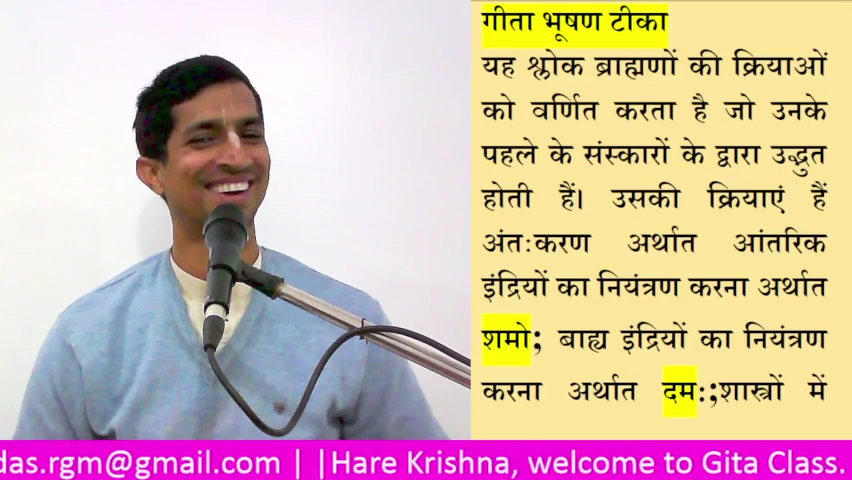 गीता भूषण टीका
यह श्लोक ब्राह्मणों की क्रियाओं
को वर्णित करता है जो उनके
पहले के संस्कारों के द्वारा उद्भुत
होती हैं। उसकी क्रियाएं हैं
अंतःकरण अर्थात आंतरिक
इंद्रियों का नियंत्रण करना अर्थात
शमो; बाह्य इंद्रियों का नियंत्रण
करना अर्थात दमः;शास्त्रों में
das.rgm@gmail.com | |Hare Krishna, welcome to Gita Class.